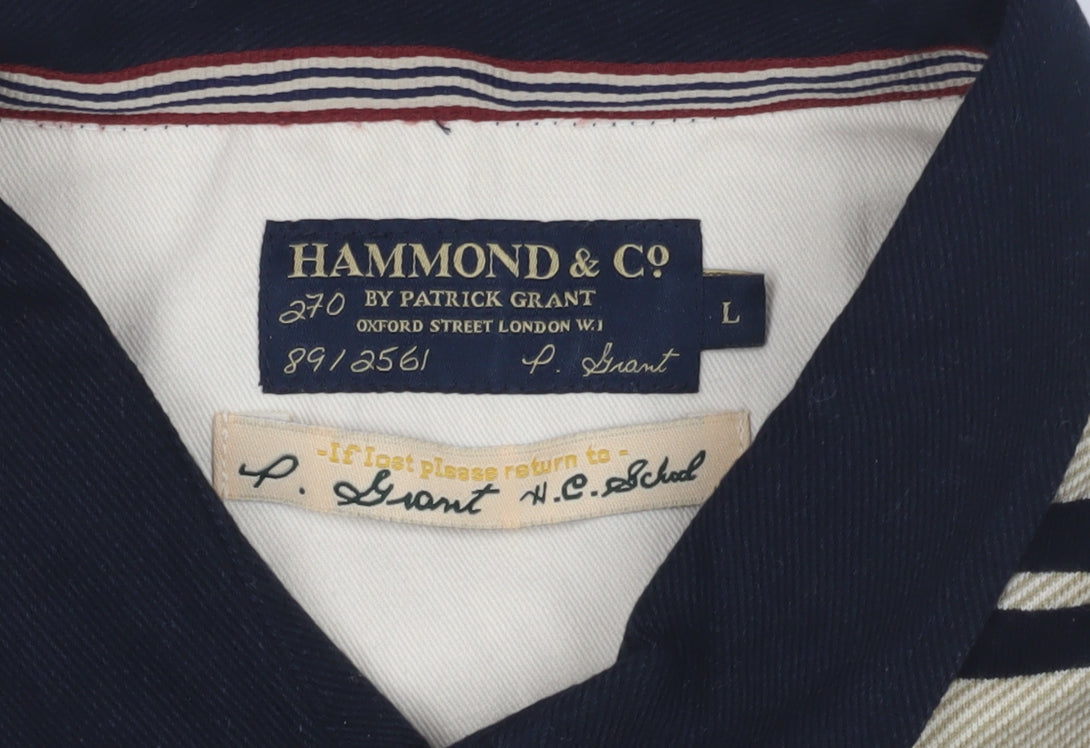 HAMMOND & Cº
270 BY PATRICK GRANT
OXFORD STREET LONDON W.1
89/2561 P. Grant
L
-If lost please return to-
P. Grant H.C. School